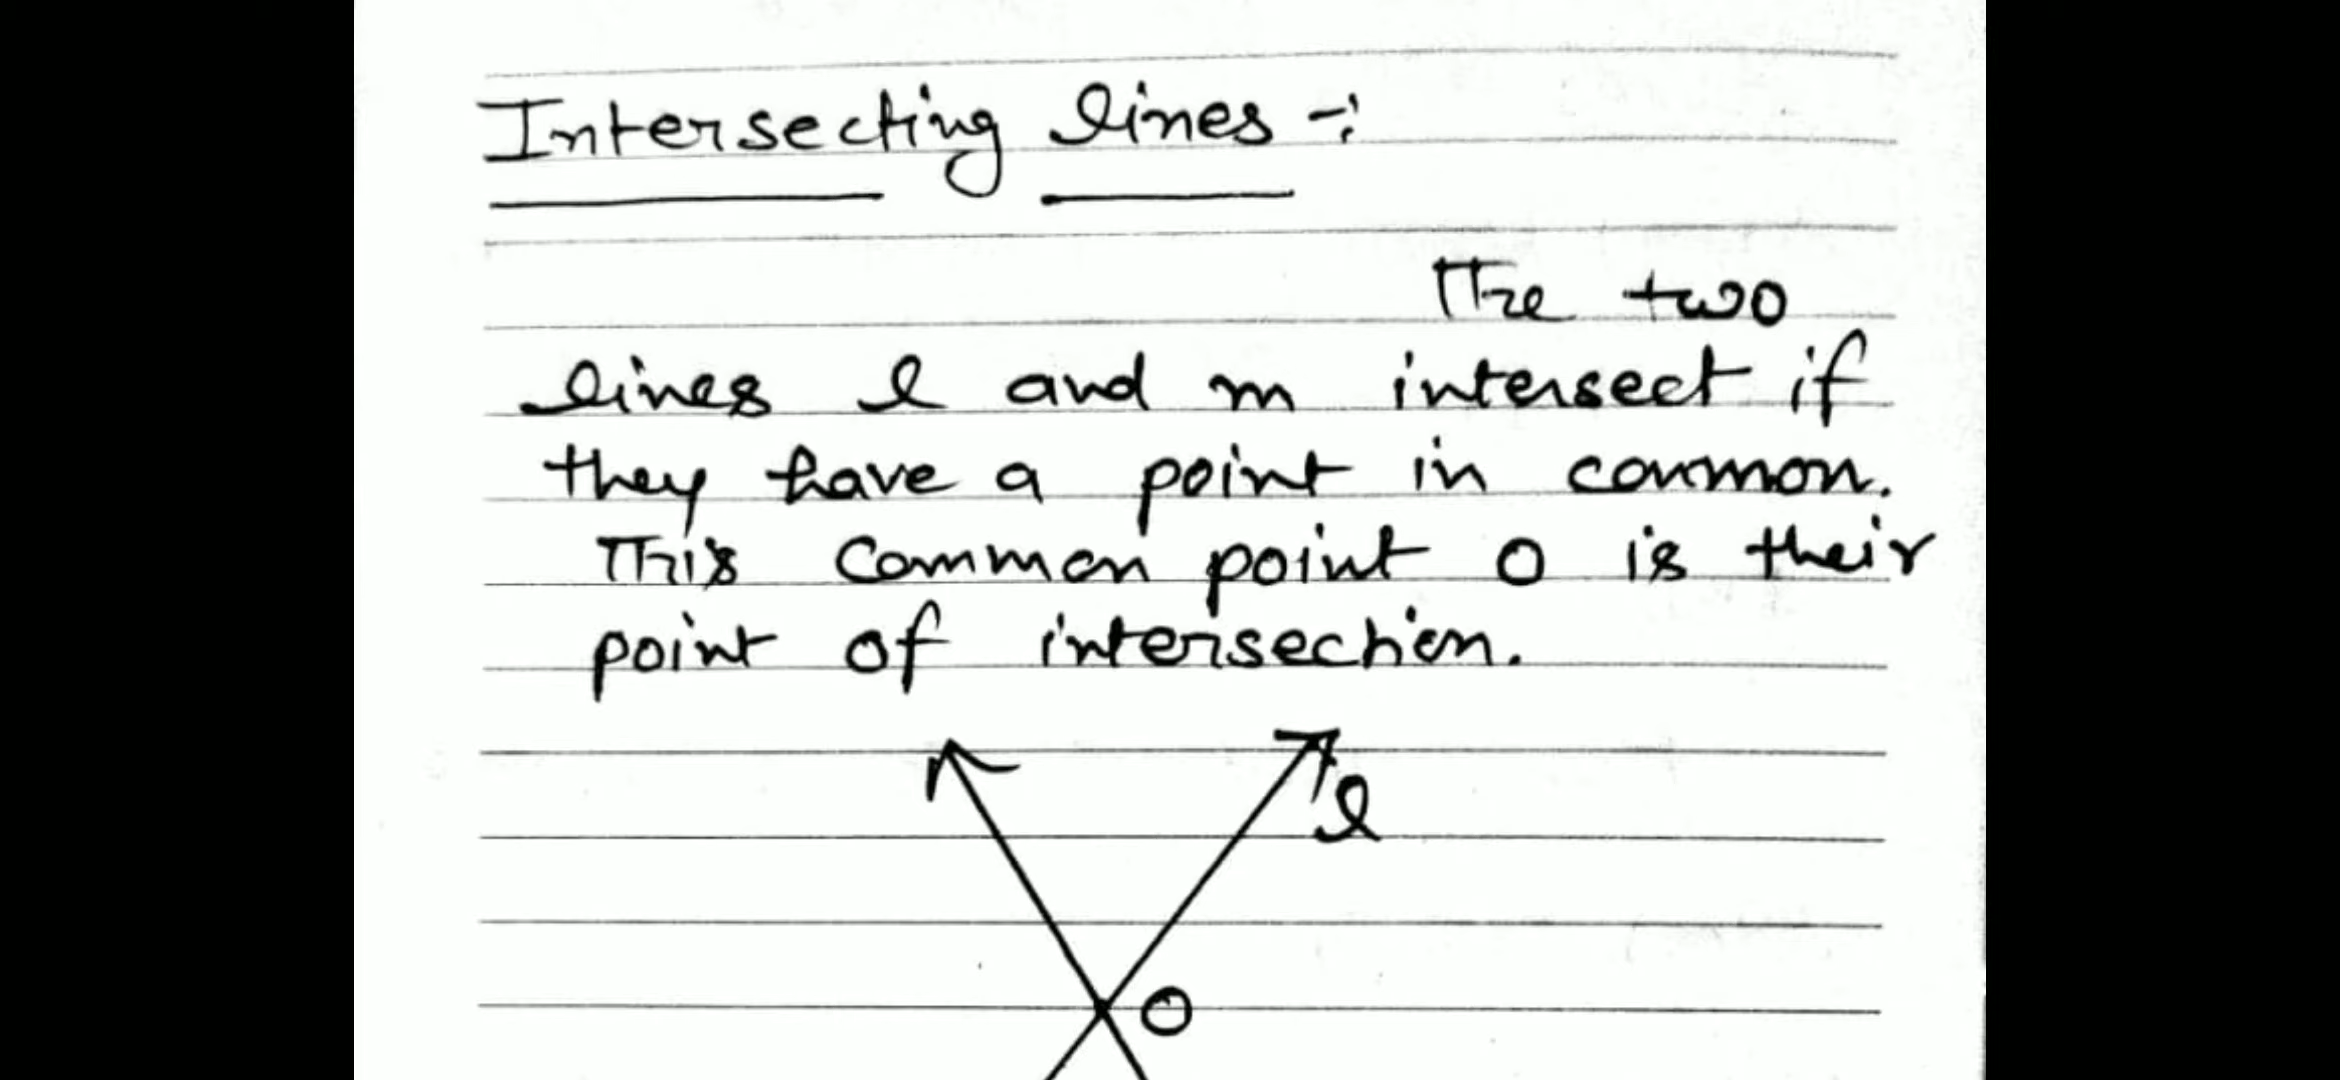 Intersecting lines -:
The two
lines l and m intersect if
they have a point in common.
This common point O is their
point of intersection.
l
O